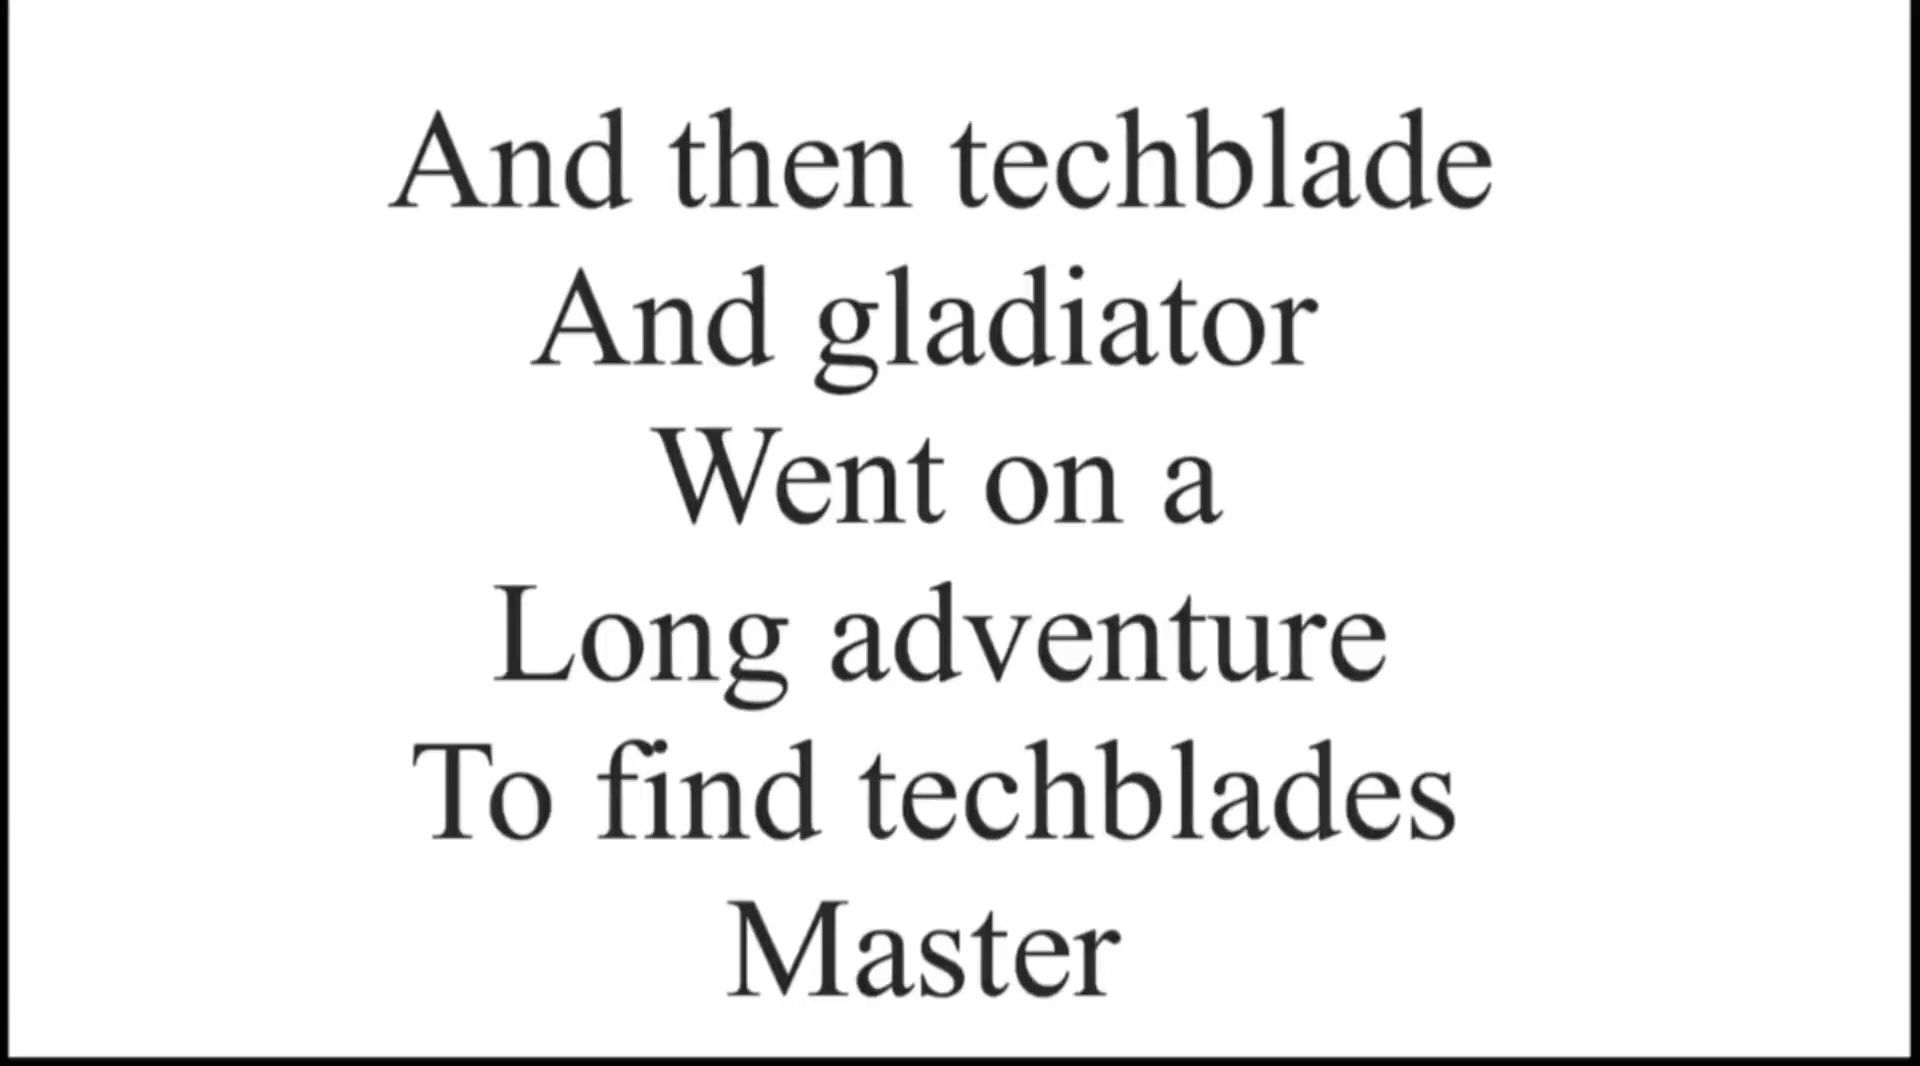 And then techblade
And gladiator
Went on a
Long adventure
To find techblades
Master